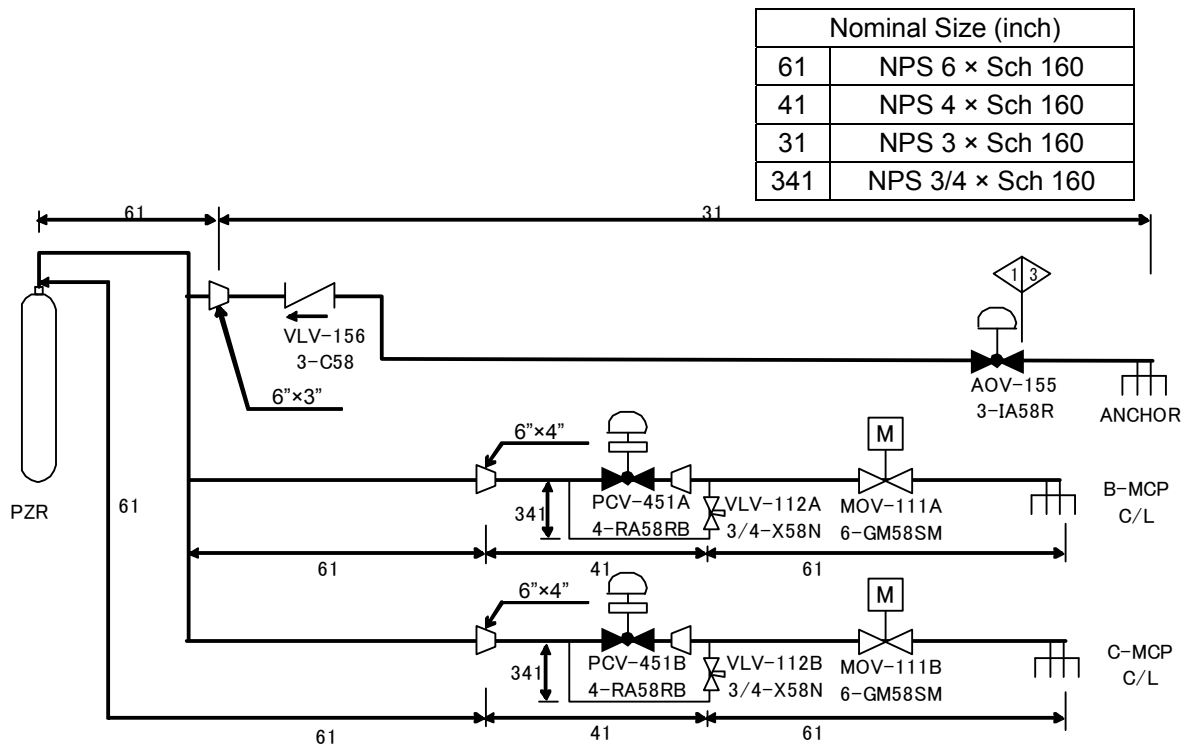 Nominal Size (inch)
61 NPS 6 × Sch 160
41 NPS 4 × Sch 160
31 NPS 3 × Sch 160
341 NPS 3/4 × Sch 160
61
31
1 3
VLV-156
3-C58
6”×3”
AOV-155
3-IA58R
ANCHOR
6”×4”
M
PZR
61
341
PCV-451A
4-RA58RB
VLV-112A
3/4-X58N
MOV-111A
6-GM58SM
B-MCP
C/L
61
41
61
6”×4”
M
341
PCV-451B
4-RA58RB
VLV-112B
3/4-X58N
MOV-111B
6-GM58SM
C-MCP
C/L
61
41
61